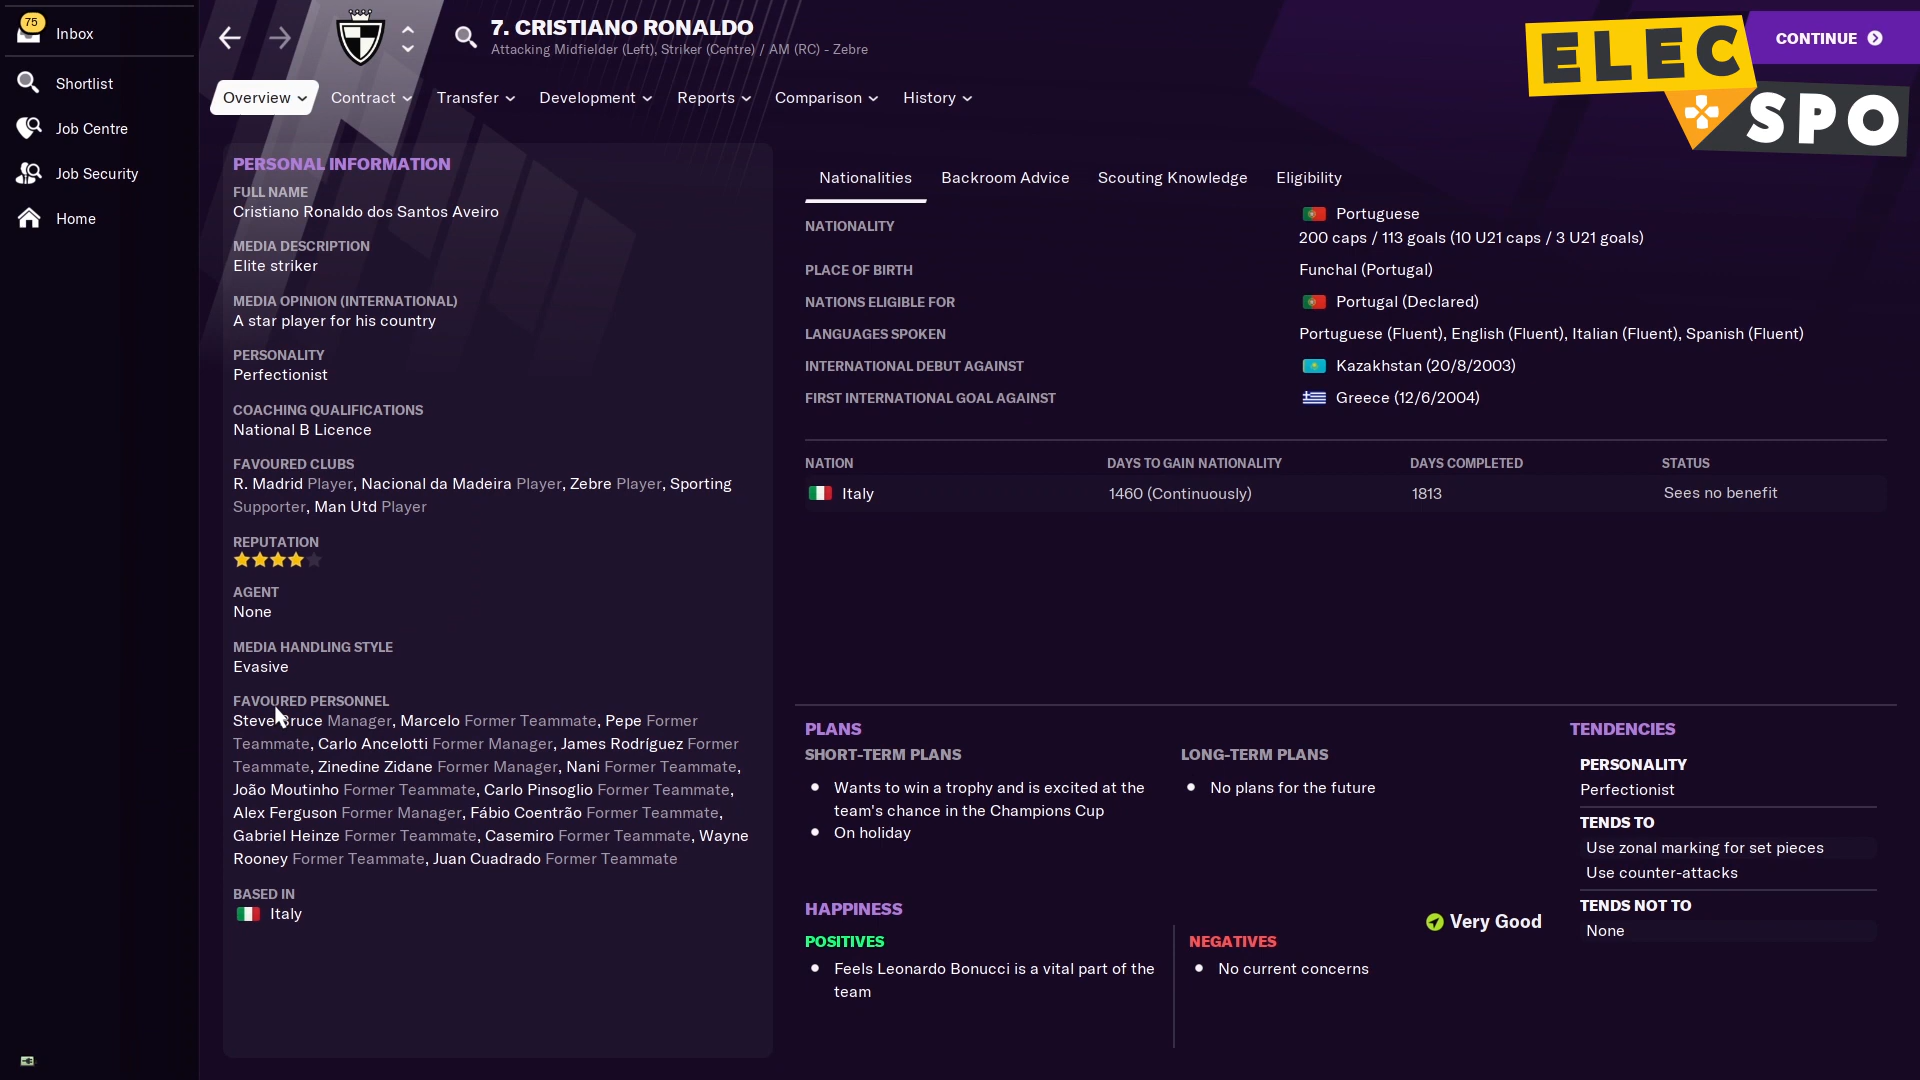 75
Inbox
Shortlist
Job Centre
Job Security
Home
7. CRISTIANO RONALDO
Attacking Midfielder (Left), Striker (Centre) / AM (RC) - Zebre
CONTINUE
ELEC
SPO
Overview
Contract
Transfer
Development
Reports
Comparison
History
PERSONAL INFORMATION
FULL NAME
Cristiano Ronaldo dos Santos Aveiro
MEDIA DESCRIPTION
Elite striker
MEDIA OPINION (INTERNATIONAL)
A star player for his country
PERSONALITY
Perfectionist
COACHING QUALIFICATIONS
National B Licence
FAVOURED CLUBS
R. Madrid Player, Nacional da Madeira Player, Zebre Player, Sporting
Supporter, Man Utd Player
REPUTATION
AGENT
None
MEDIA HANDLING STYLE
Evasive
FAVOURED PERSONNEL
Steve Bruce Manager, Marcelo Former Teammate, Pepe Former
Teammate, Carlo Ancelotti Former Manager, James Rodríguez Former
Teammate, Zinedine Zidane Former Manager, Nani Former Teammate,
João Moutinho Former Teammate, Carlo Pinsoglio Former Teammate,
Alex Ferguson Former Manager, Fábio Coentrão Former Teammate,
Gabriel Heinze Former Teammate, Casemiro Former Teammate, Wayne
Rooney Former Teammate, Juan Cuadrado Former Teammate
BASED IN
Italy
Nationalities
Backroom Advice
Scouting Knowledge
Eligibility
NATIONALITY
Portuguese
200 caps / 113 goals (10 U21 caps / 3 U21 goals)
PLACE OF BIRTH
Funchal (Portugal)
NATIONS ELIGIBLE FOR
Portugal (Declared)
LANGUAGES SPOKEN
Portuguese (Fluent), English (Fluent), Italian (Fluent), Spanish (Fluent)
INTERNATIONAL DEBUT AGAINST
Kazakhstan (20/8/2003)
FIRST INTERNATIONAL GOAL AGAINST
Greece (12/6/2004)
NATION
DAYS TO GAIN NATIONALITY
DAYS COMPLETED
STATUS
Italy
1460 (Continuously)
1813
Sees no benefit
PLANS
SHORT-TERM PLANS
Wants to win a trophy and is excited at the
team's chance in the Champions Cup
On holiday
LONG-TERM PLANS
No plans for the future
HAPPINESS
Very Good
POSITIVES
Feels Leonardo Bonucci is a vital part of the
team
NEGATIVES
No current concerns
TENDENCIES
PERSONALITY
Perfectionist
TENDS TO
Use zonal marking for set pieces
Use counter-attacks
TENDS NOT TO
None